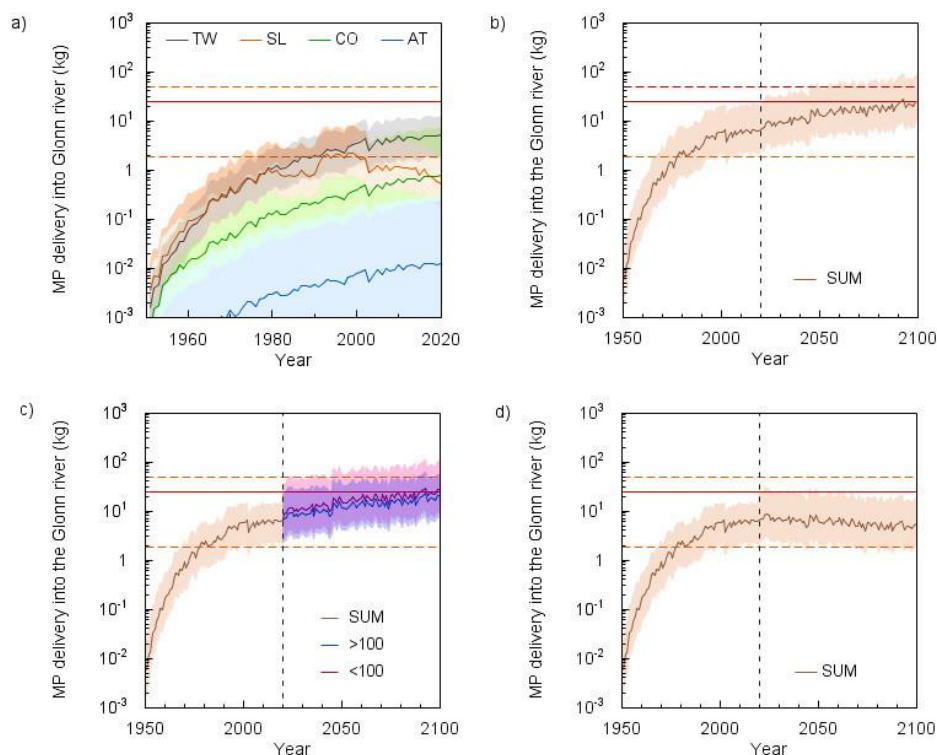 a)
MP delivery into Glonn river (kg)
10³
10²
10
1
10⁻¹
10⁻²
10⁻³
TW SL CO AT
1960 1980 2000 2020
Year
b)
MP delivery into the Glonn river (kg)
10³
10²
10¹
1
10⁻¹
10⁻²
10⁻³
SUM
1950 2000 2050 2100
Year
c)
MP delivery into the Glonn river (kg)
10³
10²
10¹
1
10⁻¹
10⁻²
10⁻³
SUM
>100
<100
1950 2000 2050 2100
Year
d)
MP delivery into the Glonn river (kg)
10³
10²
10¹
1
10⁻¹
10⁻²
10⁻³
SUM
1950 2000 2050 2100
Year